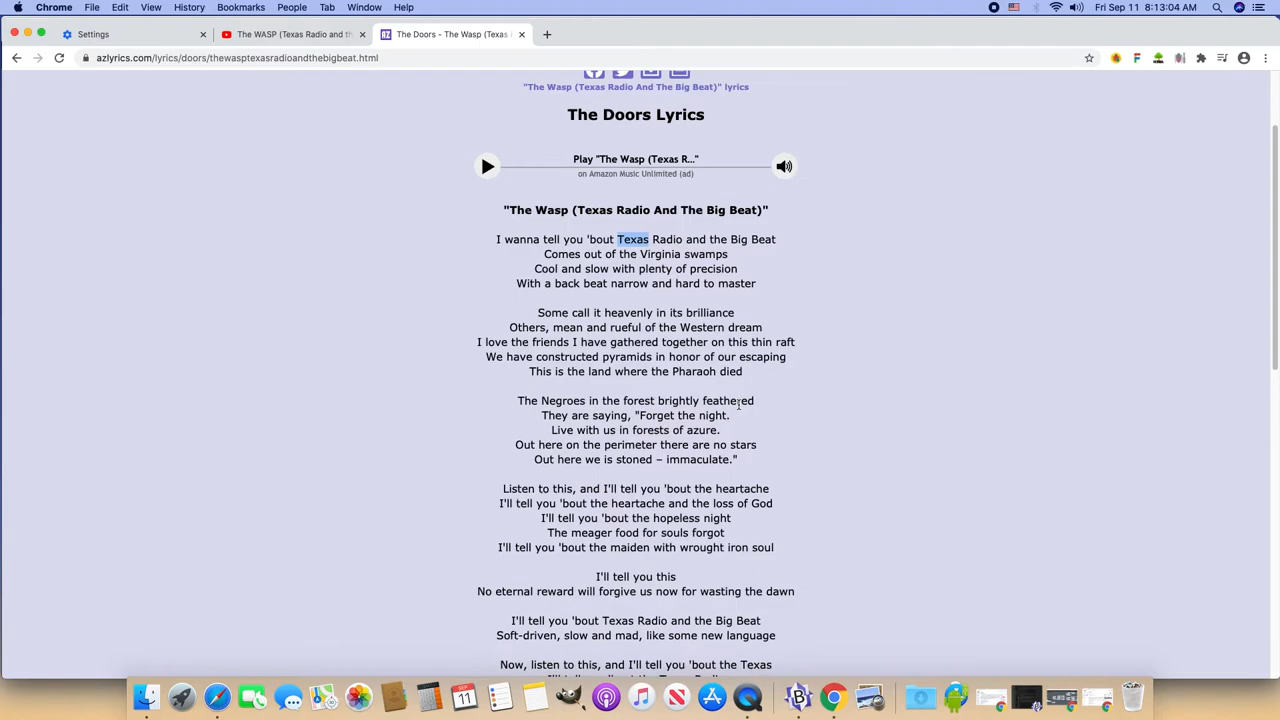 Chrome File Edit View History Bookmarks People Tab Window Help Fri Sep 11 8:13:04 AM
Settings
The WASP (Texas Radio and th
The Doors - The Wasp (Texas
azlyrics.com/lyrics/doors/thewasptexasradioandthebigbeat.html
"The Wasp (Texas Radio And The Big Beat)" lyrics
The Doors Lyrics
Play "The Wasp (Texas R..."
on Amazon Music Unlimited (ad)
"The Wasp (Texas Radio And The Big Beat)"
I wanna tell you 'bout Texas Radio and the Big Beat
Comes out of the Virginia swamps
Cool and slow with plenty of precision
With a back beat narrow and hard to master
Some call it heavenly in its brilliance
Others, mean and rueful of the Western dream
I love the friends I have gathered together on this thin raft
We have constructed pyramids in honor of our escaping
This is the land where the Pharaoh died
The Negroes in the forest brightly feathered
They are saying, "Forget the night.
Live with us in forests of azure.
Out here on the perimeter there are no stars
Out here we is stoned – immaculate."
Listen to this, and I'll tell you 'bout the heartache
I'll tell you 'bout the heartache and the loss of God
I'll tell you 'bout the hopeless night
The meager food for souls forgot
I'll tell you 'bout the maiden with wrought iron soul
I'll tell you this
No eternal reward will forgive us now for wasting the dawn
I'll tell you 'bout Texas Radio and the Big Beat
Soft-driven, slow and mad, like some new language
Now, listen to this, and I'll tell you 'bout the Texas